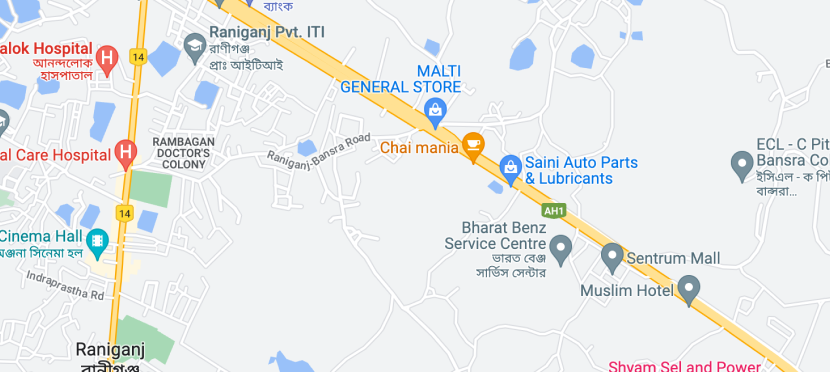 ব্যাংক
Raniganj Pvt. ITI
রাণীগঞ্জ
প্রাঃ আইটিআই
alok Hospital
আনন্দলোক
হাসপাতাল
14
MALTI
GENERAL STORE
RAMBAGAN
DOCTOR'S
COLONY
Raniganj-Bansra Road
Chai mania
al Care Hospital
Saini Auto Parts
& Lubricants
ECL - C Pit
Bansra Co
ইসিএল - ক পিট
বান্সরা...
14
AH1
Cinema Hall
ঞ্জনা সিনেমা হল
Bharat Benz
Service Centre
ভারত বেঞ্জ
সার্ভিস সেন্টার
Sentrum Mall
Indraprastha Rd
Muslim Hotel
Raniganj
রানীগঞ্জ
Shyam Sel and Power